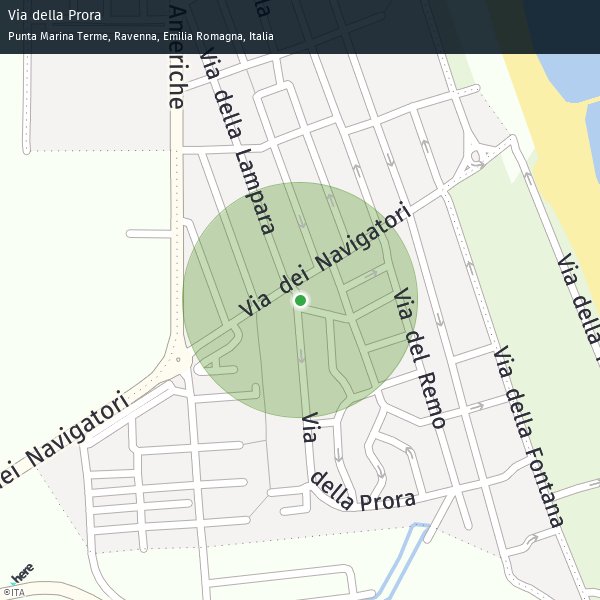 Via della Prora
Punta Marina Terme, Ravenna, Emilia Romagna, Italia
Americhe
Via della Lampara
Via dei Navigatori
Via del Remo
Via della
Via della Fontana
dei Navigatori
Via
della Prora
here
©ITA